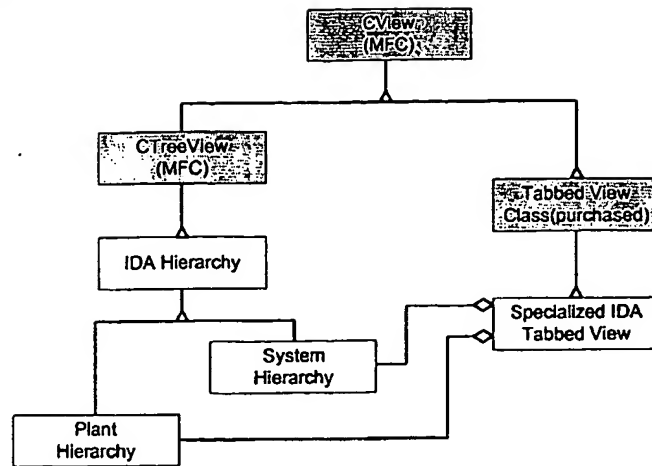 CView
(MFC)
CTreeView
(MFC)
Tabbed View
Class(purchased)
IDA Hierarchy
Specialized IDA
Tabbed View
System
Hierarchy
Plant
Hierarchy